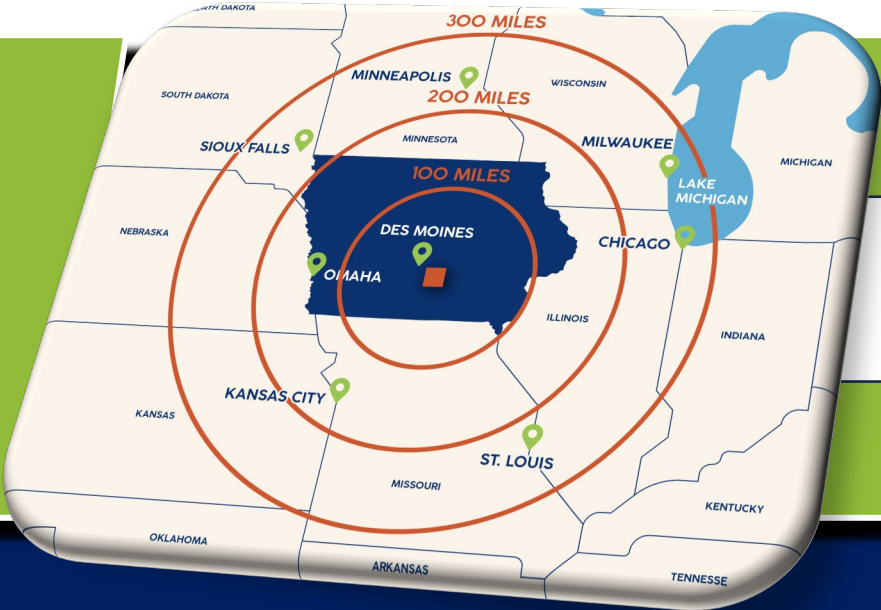 NORTH DAKOTA
300 MILES
MINNEAPOLIS
WISCONSIN
SOUTH DAKOTA
200 MILES
SIOUX FALLS
MINNESOTA
MILWAUKEE
MICHIGAN
100 MILES
LAKE
MICHIGAN
NEBRASKA
DES MOINES
CHICAGO
OMAHA
ILLINOIS
INDIANA
KANSAS CITY
KANSAS
ST. LOUIS
MISSOURI
KENTUCKY
OKLAHOMA
ARKANSAS
TENNESSEE